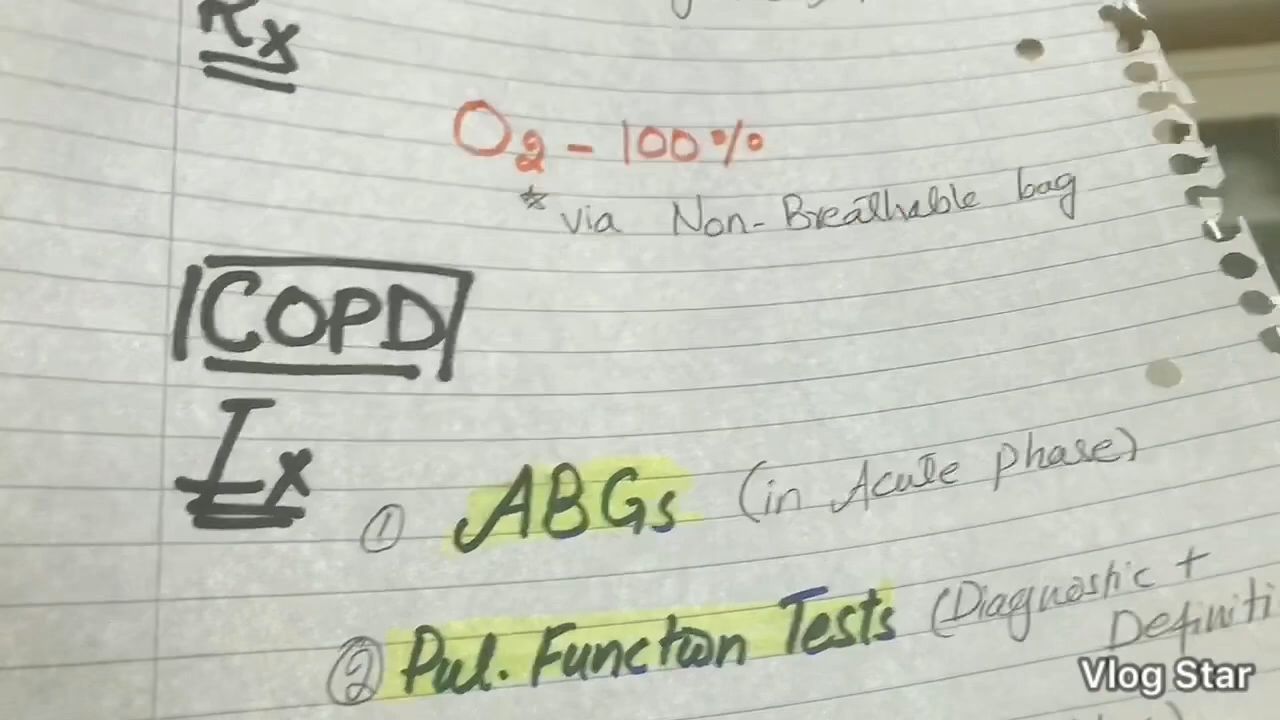 Rx
O2 - 100%
* via Non-Breathable bag
COPD
Ix
① ABGs (in Acute phase)
② Pul. Function Tests (Diagnostic +
Definiti
Vlog Star